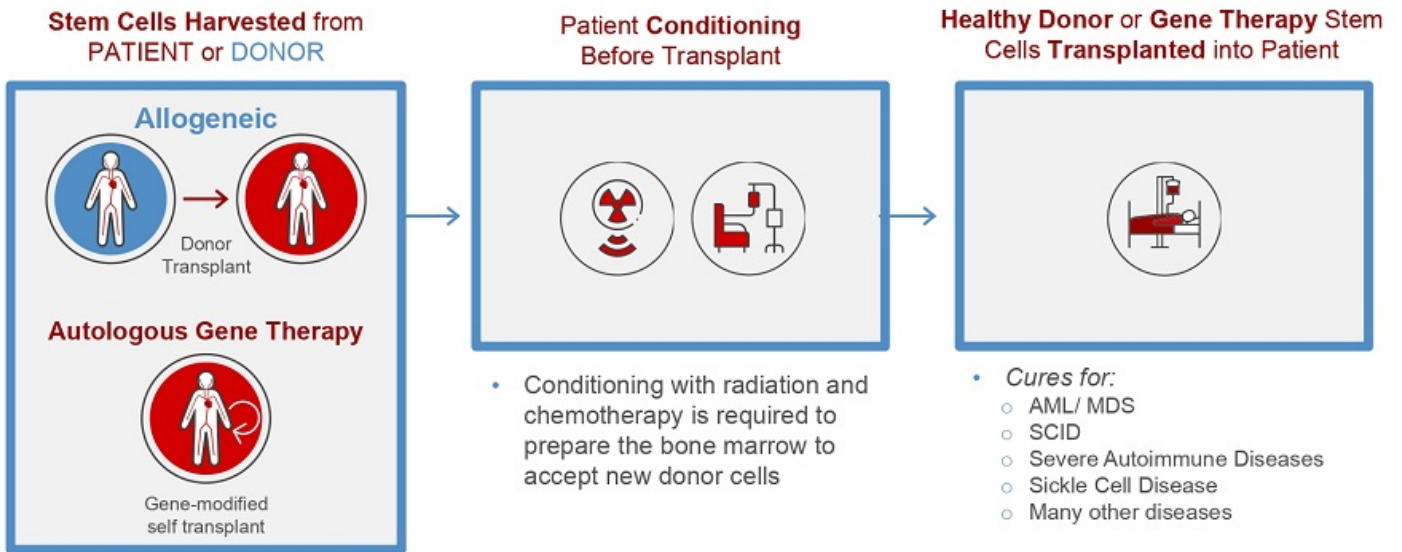 Stem Cells Harvested from
PATIENT or DONOR
Allogeneic
Donor
Transplant
Autologous Gene Therapy
Gene-modified
self transplant
Patient Conditioning
Before Transplant
• Conditioning with radiation and
chemotherapy is required to
prepare the bone marrow to
accept new donor cells
Healthy Donor or Gene Therapy Stem
Cells Transplanted into Patient
• Cures for:
○ AML/ MDS
○ SCID
○ Severe Autoimmune Diseases
○ Sickle Cell Disease
○ Many other diseases